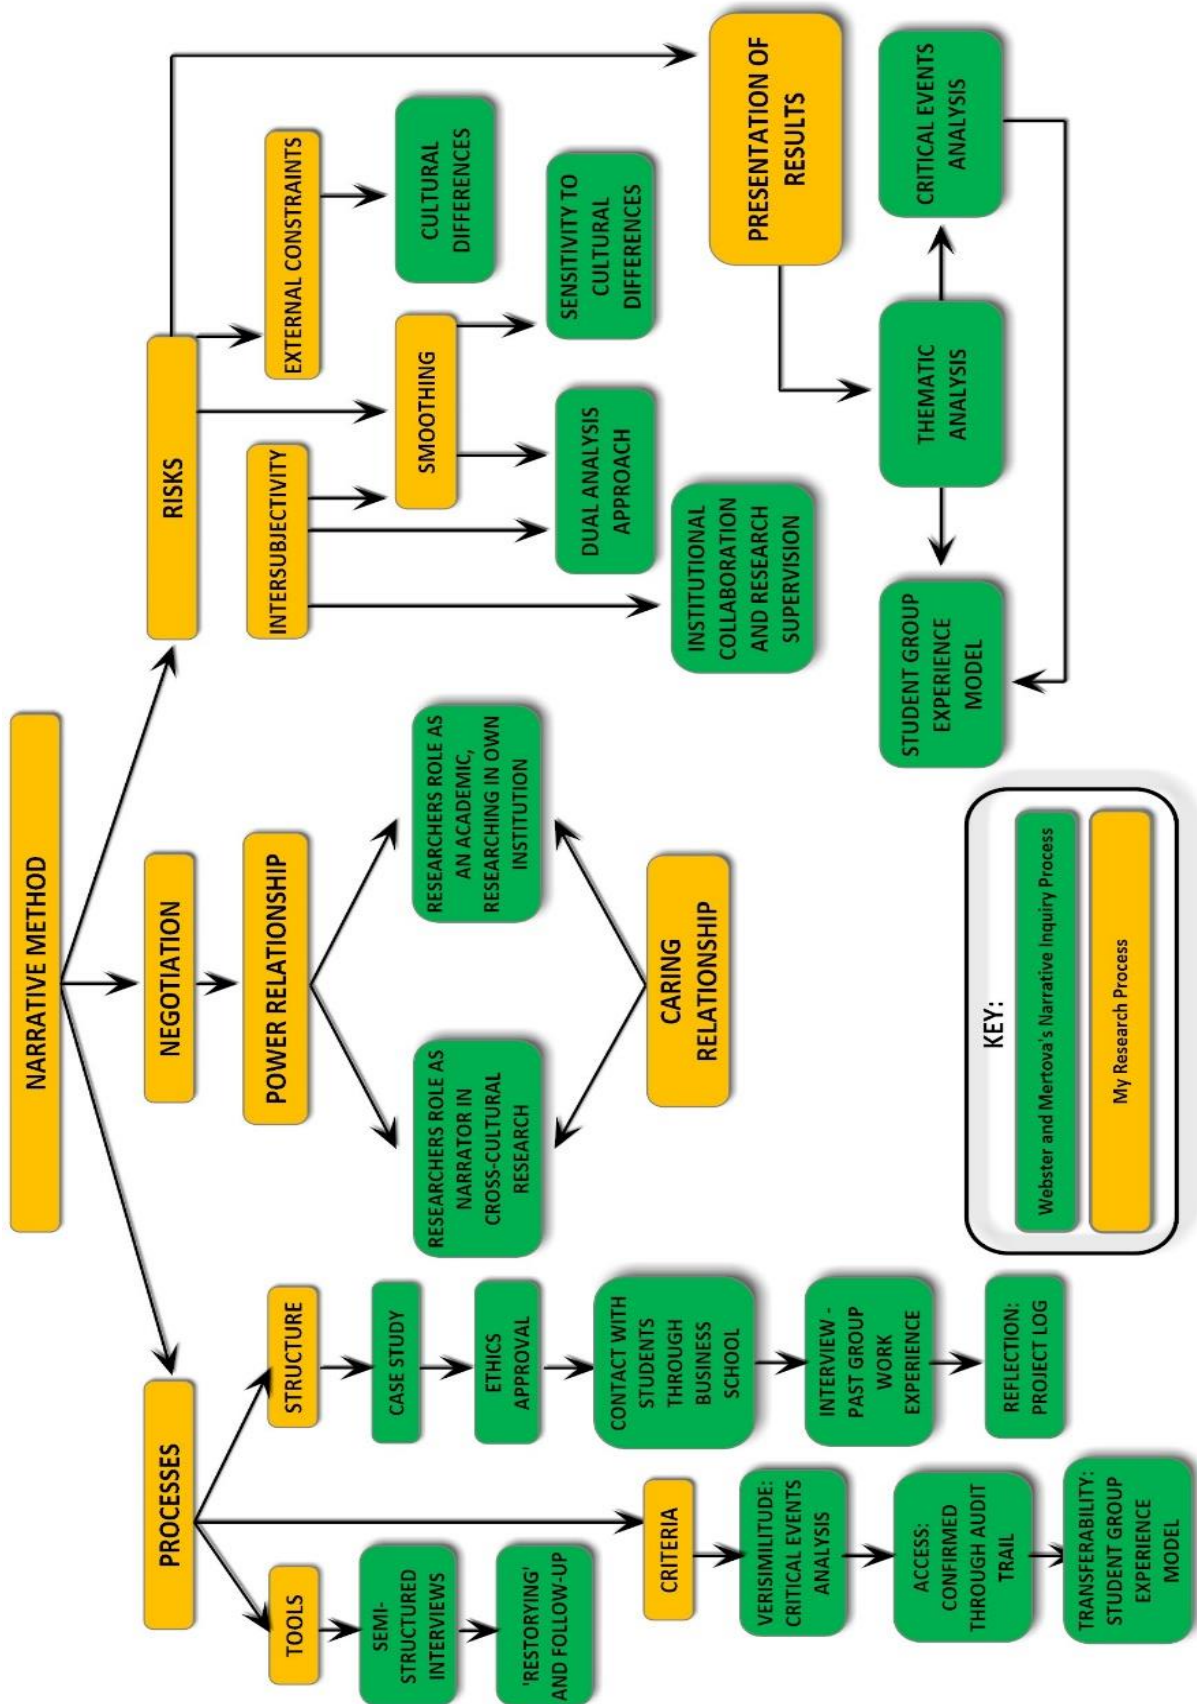 NARRATIVE METHOD
PROCESSES
TOOLS
SEMI-
STRUCTURED
INTERVIEWS
'RESTORYING'
AND FOLLOW-UP
STRUCTURE
CASE STUDY
ETHICS
APPROVAL
CONTACT WITH
STUDENTS
THROUGH
BUSINESS
SCHOOL
INTERVIEW -
PAST GROUP
WORK
EXPERIENCE
REFLECTION:
PROJECT LOG
CRITERIA
VERISIMILITUDE:
CRITICAL EVENTS
ANALYSIS
ACCESS:
CONFIRMED
THROUGH AUDIT
TRAIL
TRANSFERABILITY:
STUDENT GROUP
EXPERIENCE
MODEL
NEGOTIATION
POWER RELATIONSHIP
RESEARCHERS ROLE AS
NARRATOR IN
CROSS-CULTURAL
RESEARCH
RESEARCHERS ROLE AS
AN ACADEMIC,
RESEARCHING IN OWN
INSTITUTION
CARING
RELATIONSHIP
RISKS
INTERSUBJECTIVITY
EXTERNAL CONSTRAINTS
SMOOTHING
CULTURAL
DIFFERENCES
DUAL ANALYSIS
APPROACH
SENSITIVITY TO
CULTURAL
DIFFERENCES
INSTITUTIONAL
COLLABORATION
AND RESEARCH
SUPERVISION
PRESENTATION OF
RESULTS
STUDENT GROUP
EXPERIENCE
MODEL
THEMATIC
ANALYSIS
CRITICAL EVENTS
ANALYSIS
KEY:
Webster and Mertova's Narrative Inquiry Process
My Research Process